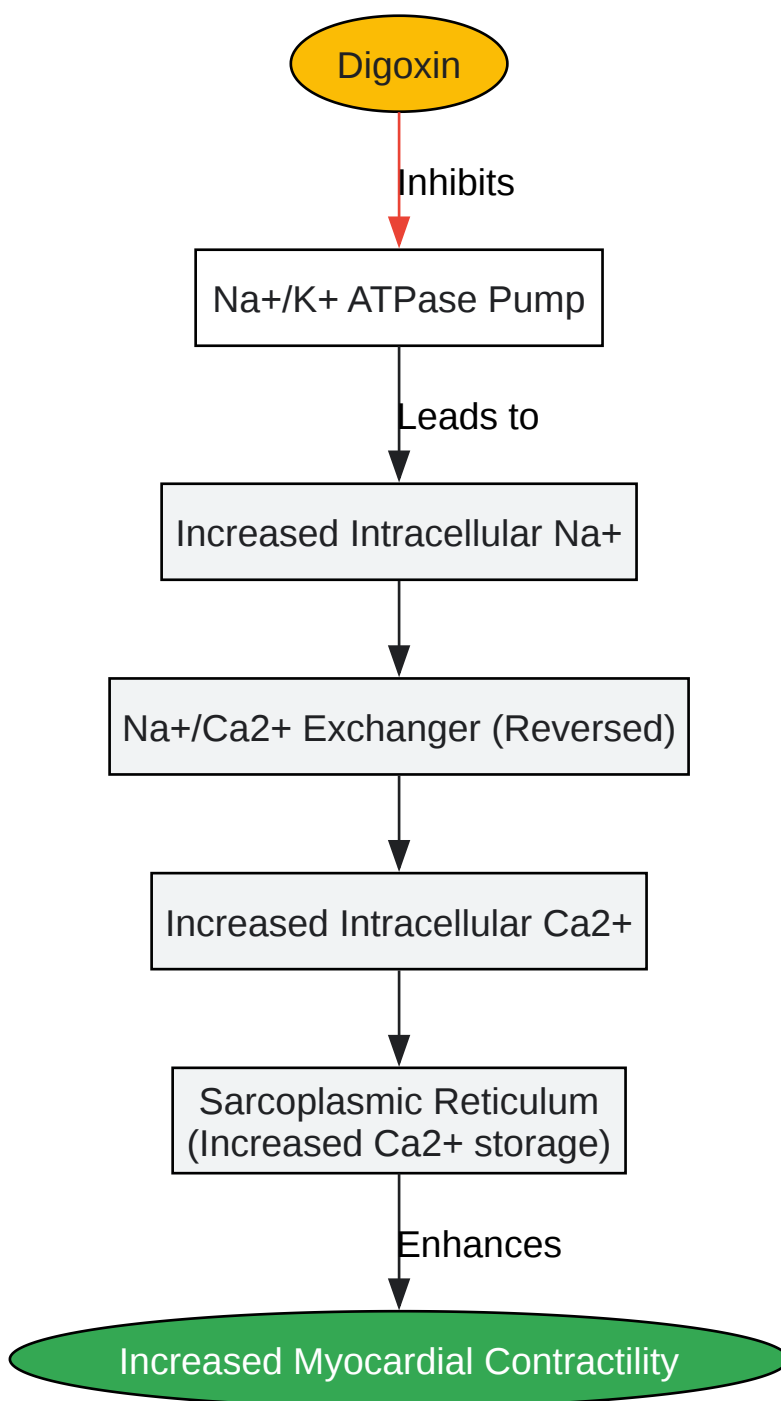 Digoxin
Inhibits
Na+/K+ ATPase Pump
Leads to
Increased Intracellular Na+
Na+/Ca2+ Exchanger (Reversed)
Increased Intracellular Ca2+
Sarcoplasmic Reticulum
(Increased Ca2+ storage)
Enhances
Increased Myocardial Contractility